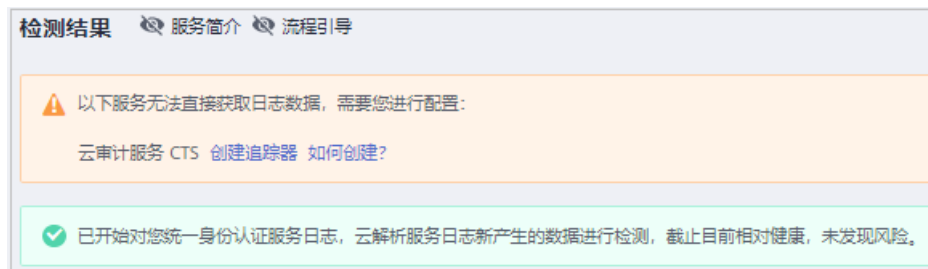 检测结果 服务简介 流程引导
以下服务无法直接获取日志数据，需要您进行配置：
云审计服务 CTS 创建追踪器 如何创建？
已开始对您统一身份认证服务日志，云解析服务日志新产生的数据进行检测，截止目前相对健康，未发现风险。